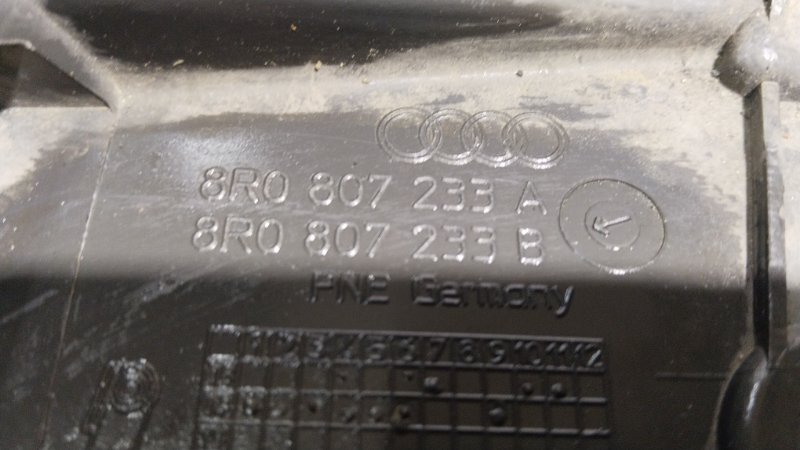 8R0 807 233 A
8R0 807 233 B
PNE Germany
1 2 3 4 5 6 7 8 9 10 11 12